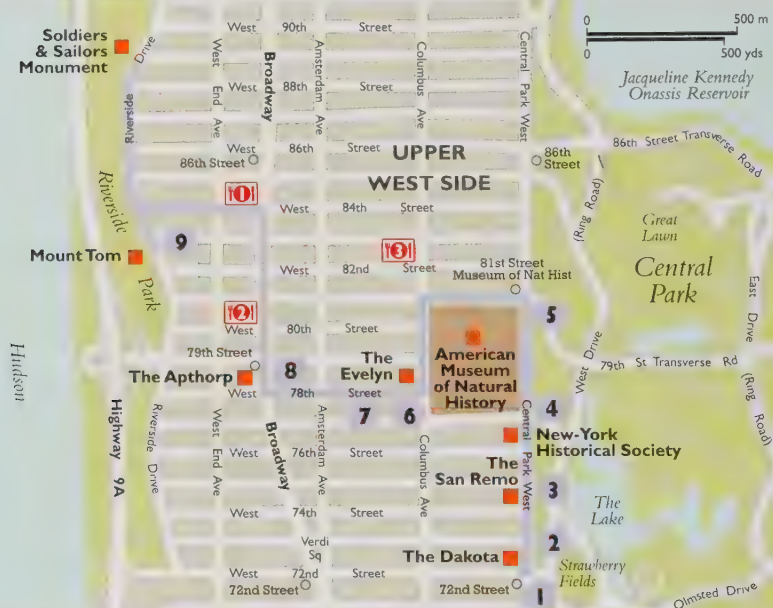 Soldiers
& Sailors
Monument
Riverside
Drive
West 90th Street
West
End
Ave
Broadway
Amsterdam
Ave
Columbus
Ave
Central Park West
0 500 m
0 500 yds
Jacqueline Kennedy
Onassis Reservoir
West 88th Street
West 86th Street
86th Street
UPPER
WEST SIDE
86th
Street
86th Street Transverse Road
(Ring Road)
1
West 84th Street
Great
Lawn
Riverside
Park
9
3
Mount Tom
West 82nd Street
81st Street
Museum of Nat Hist
Central
Park
East Drive
2
West 80th Street
5
Hudson
79th Street
The
Evelyn
American
Museum
of Natural
History
West Drive
79th St Transverse Rd
(Ring Road)
The Apthorp
8
West 78th Street
7
6
4
Highway 9A
Riverside Drive
West End Ave
Broadway
Amsterdam Ave
Columbus Ave
Central Park West
New-York
Historical Society
West 76th Street
The
San Remo
3
The
Lake
West 74th Street
Verdi
Sq
2
The Dakota
Strawberry
Fields
West 72nd Street
72nd Street
72nd Street
1
Olmsted Drive